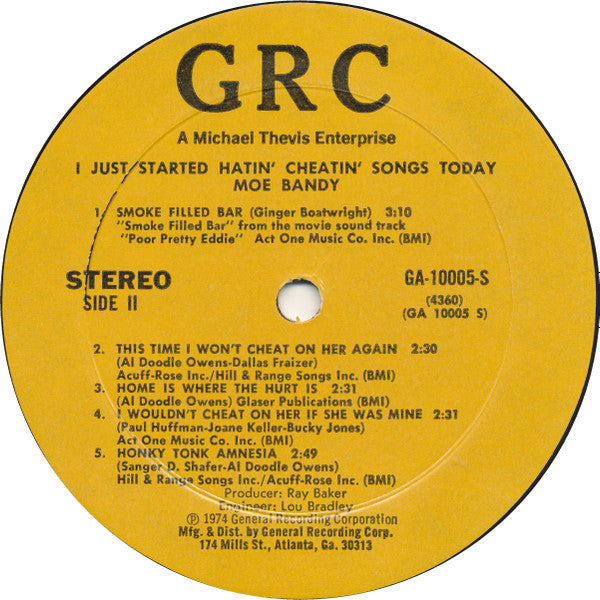 GRC
A Michael Thevis Enterprise
I JUST STARTED HATIN' CHEATIN' SONGS TODAY
MOE BANDY
1. SMOKE FILLED BAR (Ginger Boatwright) 3:10
"Smoke Filled Bar" from the movie sound track
"Poor Pretty Eddie" Act One Music Co. Inc. (BMI)
STEREO
SIDE II
GA-10005-S
(4360)
(GA 10005 S)
2. THIS TIME I WON'T CHEAT ON HER AGAIN 2:30
(Al Doodle Owens-Dallas Fraizer)
Acuff-Rose Inc./Hill & Range Songs Inc. (BMI)
3. HOME IS WHERE THE HURT IS 2:31
(Al Doodle Owens) Glaser Publications (BMI)
4. I WOULDN'T CHEAT ON HER IF SHE WAS MINE 2:31
(Paul Huffman-Joane Keller-Bucky Jones)
Act One Music Co. Inc. (BMI)
5. HONKY TONK AMNESIA 2:49
(Sanger D. Shafer-Al Doodle Owens)
Hill & Range Songs Inc./Acuff-Rose Inc. (BMI)
Producer: Ray Baker
Engineer: Lou Bradley
℗ 1974 General Recording Corporation
Mfg. & Dist. by General Recording Corp.
174 Mills St., Atlanta, Ga. 30313